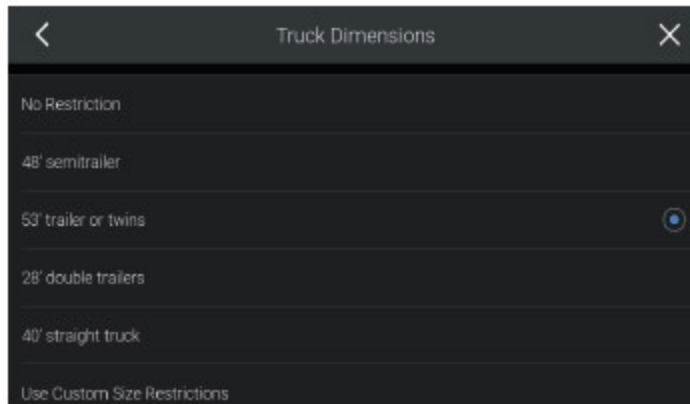 Truck Dimensions
No Restriction
48' semitrailer
53' trailer or twins
28' double trailers
40' straight truck
Use Custom Size Restrictions